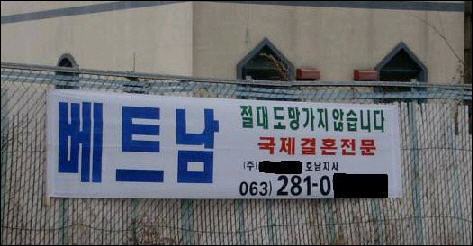 베트남
절대 도망가지 않습니다
국제결혼전문
(주) 호남지사
063) 281-0